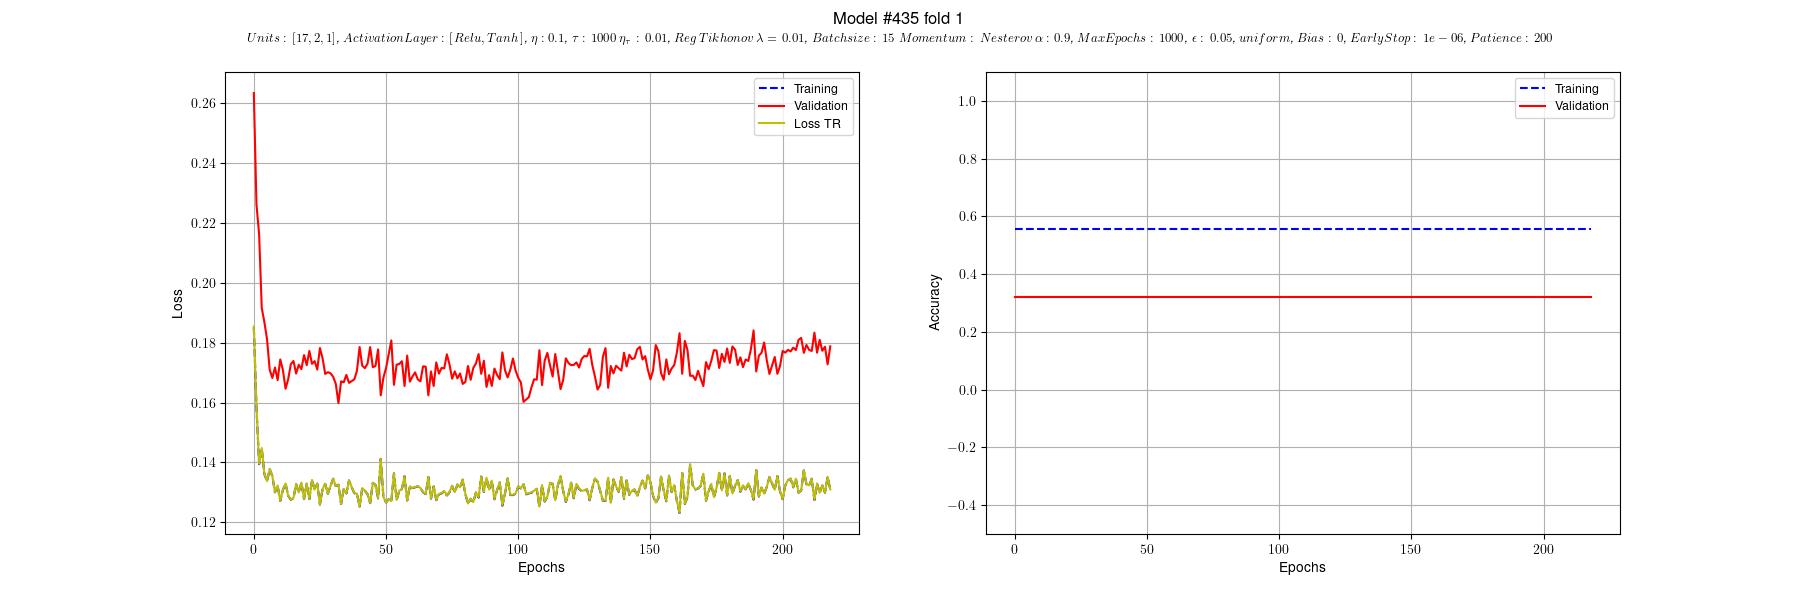 Model #435 fold 1
Units : [17, 2, 1], ActivationLayer : [Relu, Tanh], η : 0.1, τ : 1000 ητ : 0.01, Reg Tikhonov λ = 0.01, Batchsize : 15 Momentum : Nesterov α : 0.9, MaxEpochs : 1000, ϵ : 0.05, uniform, Bias : 0, EarlyStop : 1e − 06, Patience : 200
Loss
0.26
0.24
0.22
0.20
0.18
0.16
0.14
0.12
0
50
100
150
200
Epochs
Training
Validation
Loss TR
Accuracy
1.0
0.8
0.6
0.4
0.2
0.0
−0.2
−0.4
0
50
100
150
200
Epochs
Training
Validation